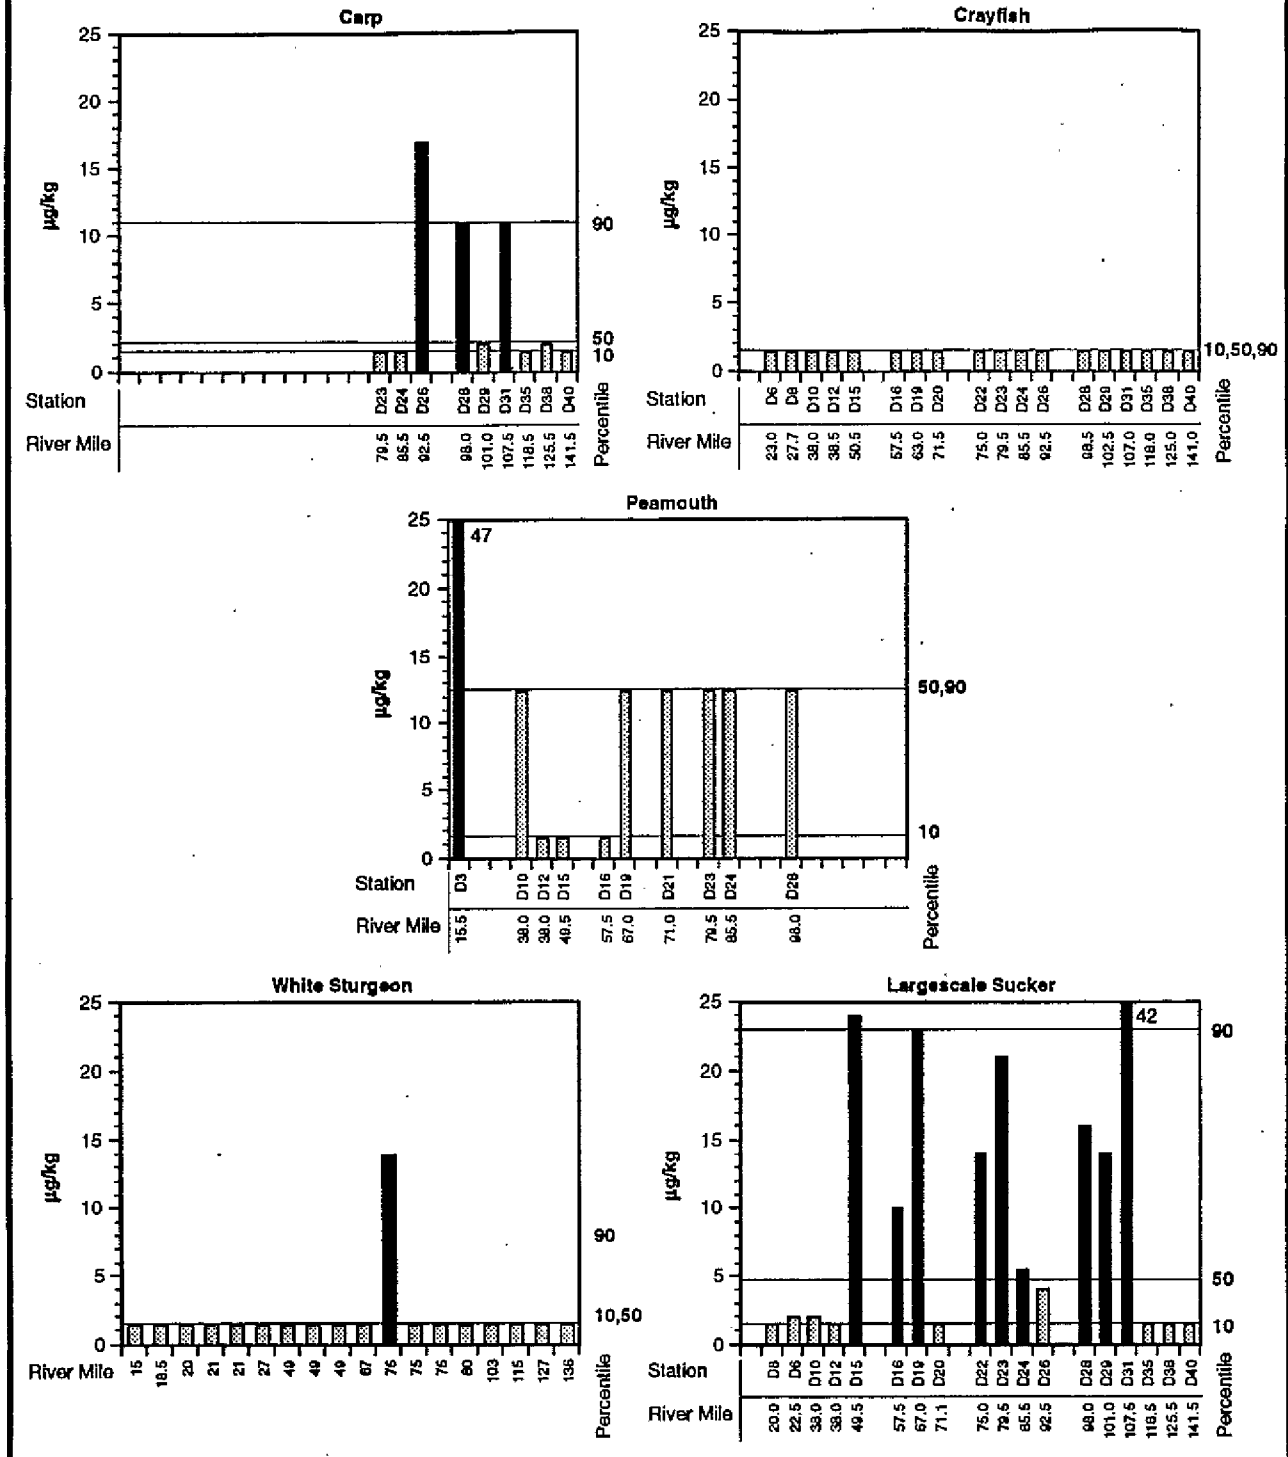 Carp
25
20
15
10
5
0
µg/kg
90
50
10
Percentile
Station D23 D24 D26 D28 D29 D31 D35 D38 D40
River Mile 79.5 85.5 92.5 98.0 101.0 107.5 118.5 125.5 141.5
Crayfish
25
20
15
10
5
0
µg/kg
10,50,90
Percentile
Station D6 D8 D10 D12 D15 D16 D19 D20 D22 D23 D24 D26 D28 D29 D31 D35 D38 D40
River Mile 23.0 27.7 38.0 38.5 50.5 57.5 63.0 71.5 75.0 79.5 85.5 92.5 98.5 102.5 107.0 118.0 125.0 141.0
Peamouth
25
20
15
10
5
0
µg/kg
47
50,90
10
Percentile
Station D3 D10 D12 D15 D16 D19 D21 D23 D24 D28
River Mile 15.5 38.0 38.0 49.5 57.5 67.0 71.0 79.5 85.5 98.0
White Sturgeon
25
20
15
10
5
0
µg/kg
90
10,50
Percentile
River Mile 15 18.5 20 21 21 27 49 49 49 67 75 75 75 80 103 115 127 136
Largescale Sucker
25
20
15
10
5
0
µg/kg
42
90
50
10
Percentile
Station D8 D6 D10 D12 D15 D16 D19 D20 D22 D23 D24 D26 D28 D29 D31 D35 D38 D40
River Mile 20.0 22.5 38.0 38.0 49.5 57.5 67.0 71.1 75.0 79.5 85.5 92.5 98.0 101.0 107.5 118.5 125.5 141.5